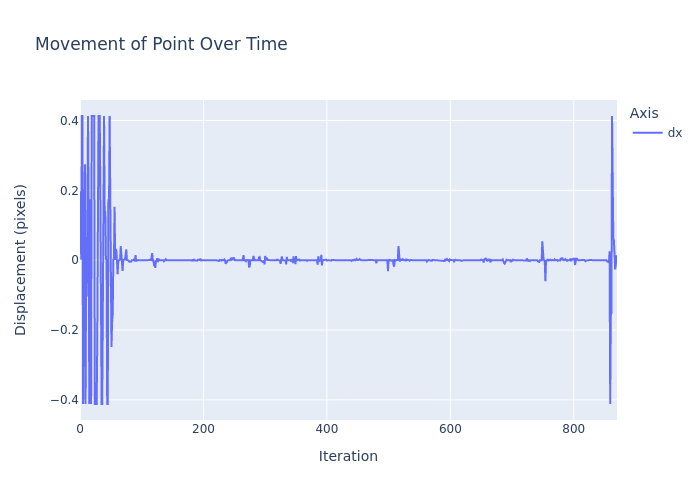 Movement of Point Over Time
Axis
dx
Displacement (pixels)
0.4
0.2
0
−0.2
−0.4
0
200
400
600
800
Iteration